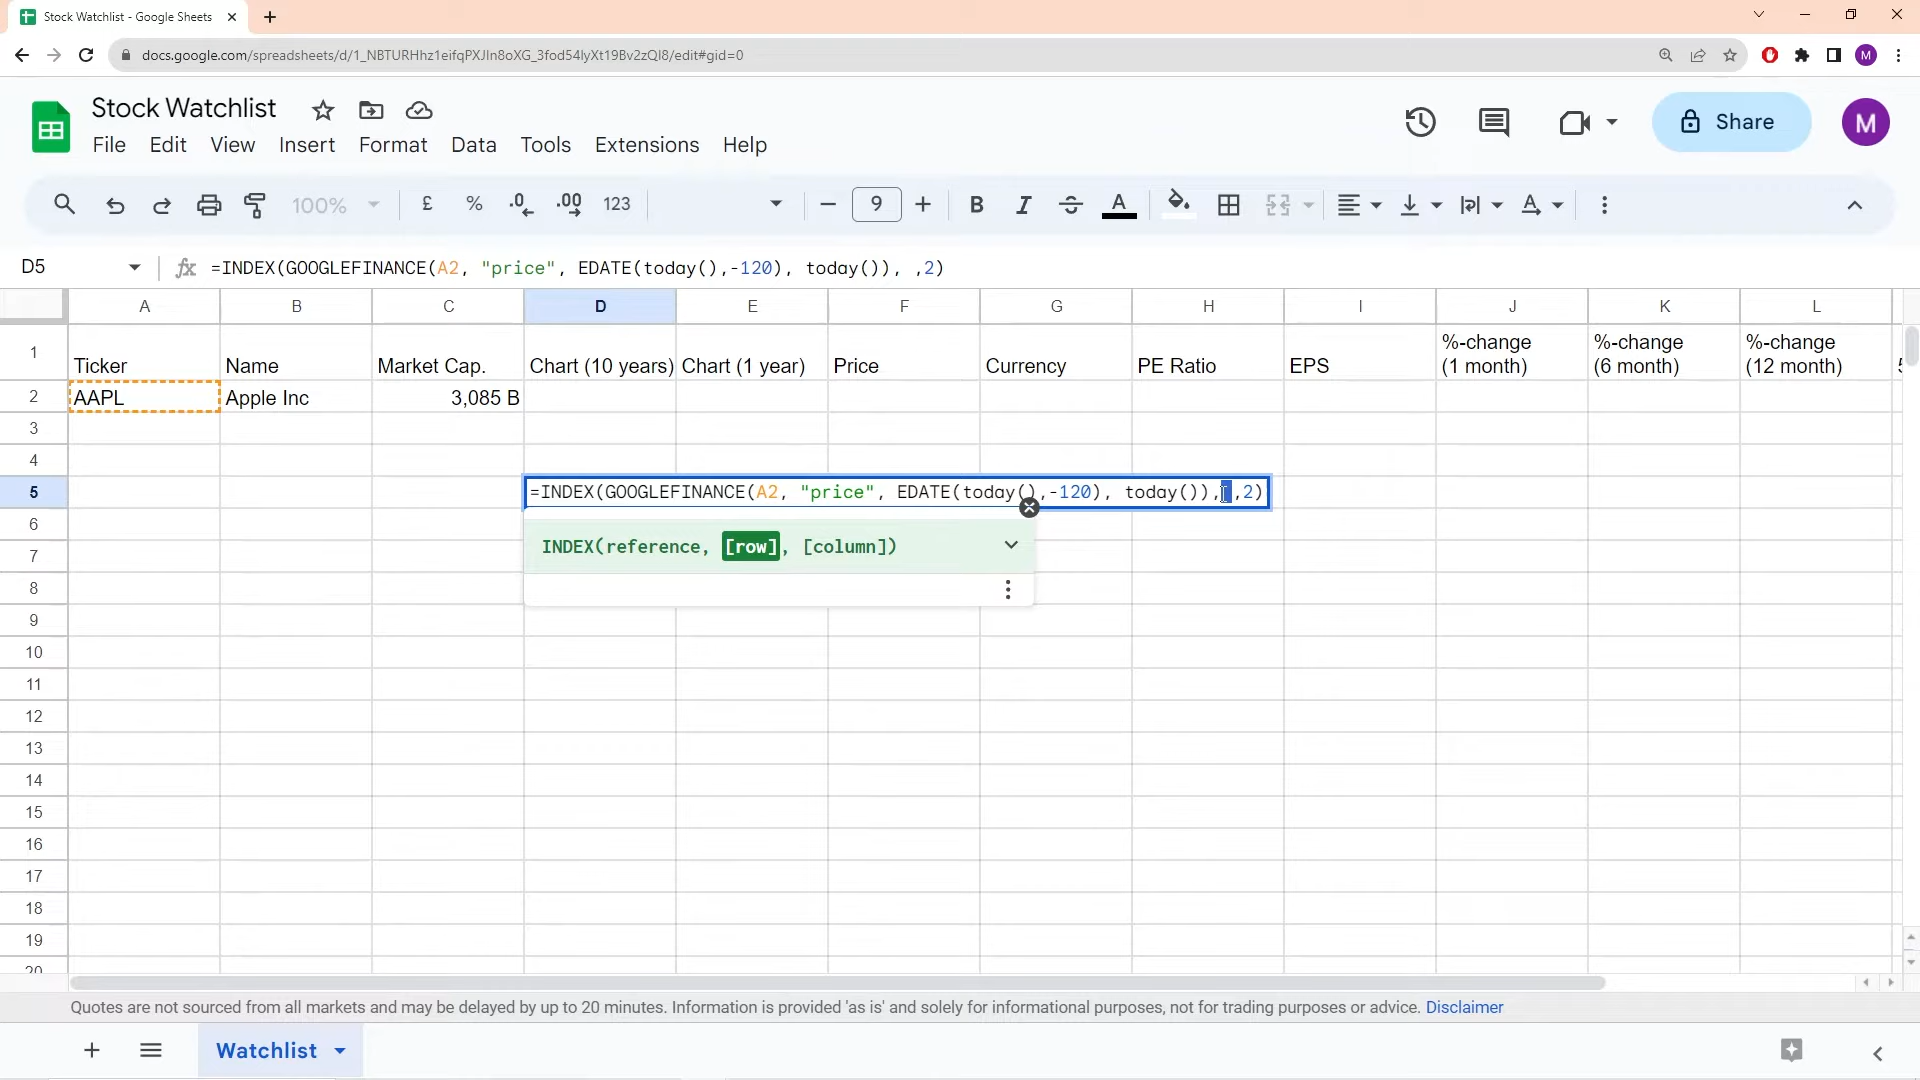 Stock Watchlist - Google Sheets
docs.google.com/spreadsheets/d/1_NBTURHhz1eifqPXJIn8oXG_3fod54lyXt19Bv2zQI8/edit#gid=0
M
Stock Watchlist
File Edit View Insert Format Data Tools Extensions Help
Share
M
100% £ % .0 .00 123 9 B I S A A
D5 fx =INDEX(GOOGLEFINANCE(A2, "price", EDATE(today(),-120), today()), ,2)
A B C D E F G H I J K L
1 Ticker Name Market Cap. Chart (10 years) Chart (1 year) Price Currency PE Ratio EPS %-change (1 month) %-change (6 month) %-change (12 month)
2 AAPL Apple Inc 3,085 B
3
4
5 =INDEX(GOOGLEFINANCE(A2, "price", EDATE(today(),-120), today()), ,2)
6
INDEX(reference, [row], [column])
7
8
9
10
11
12
13
14
15
16
17
18
19
20
Quotes are not sourced from all markets and may be delayed by up to 20 minutes. Information is provided 'as is' and solely for informational purposes, not for trading purposes or advice. Disclaimer
Watchlist